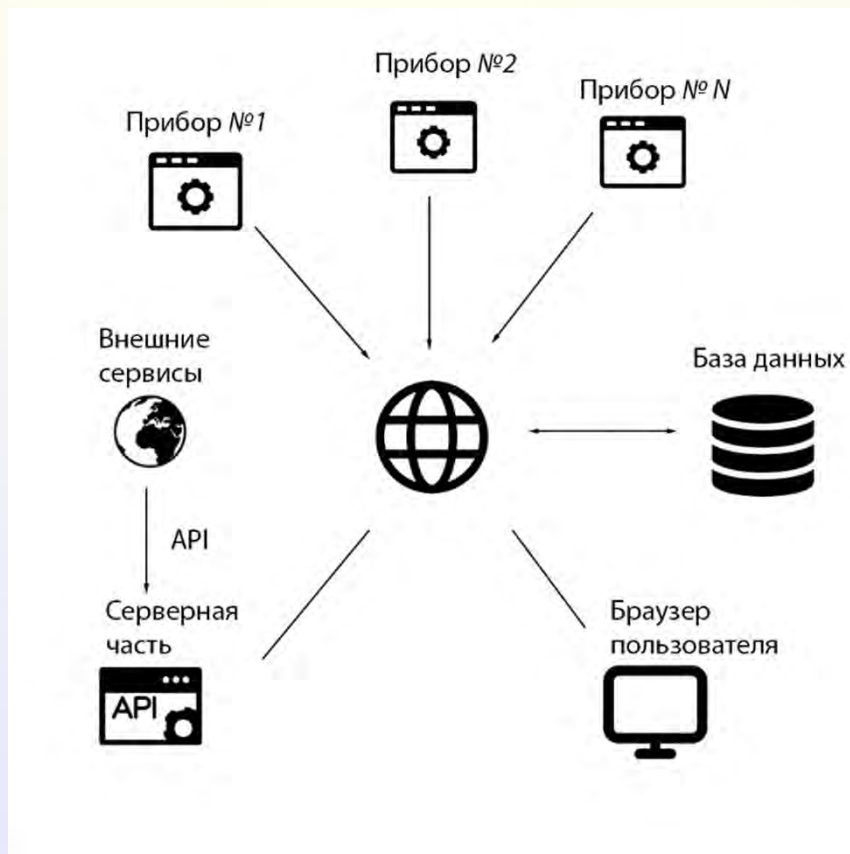 Прибор №2
Прибор № N
Прибор №1
Внешние
сервисы
База данных
API
Серверная
часть
API
Браузер
пользователя